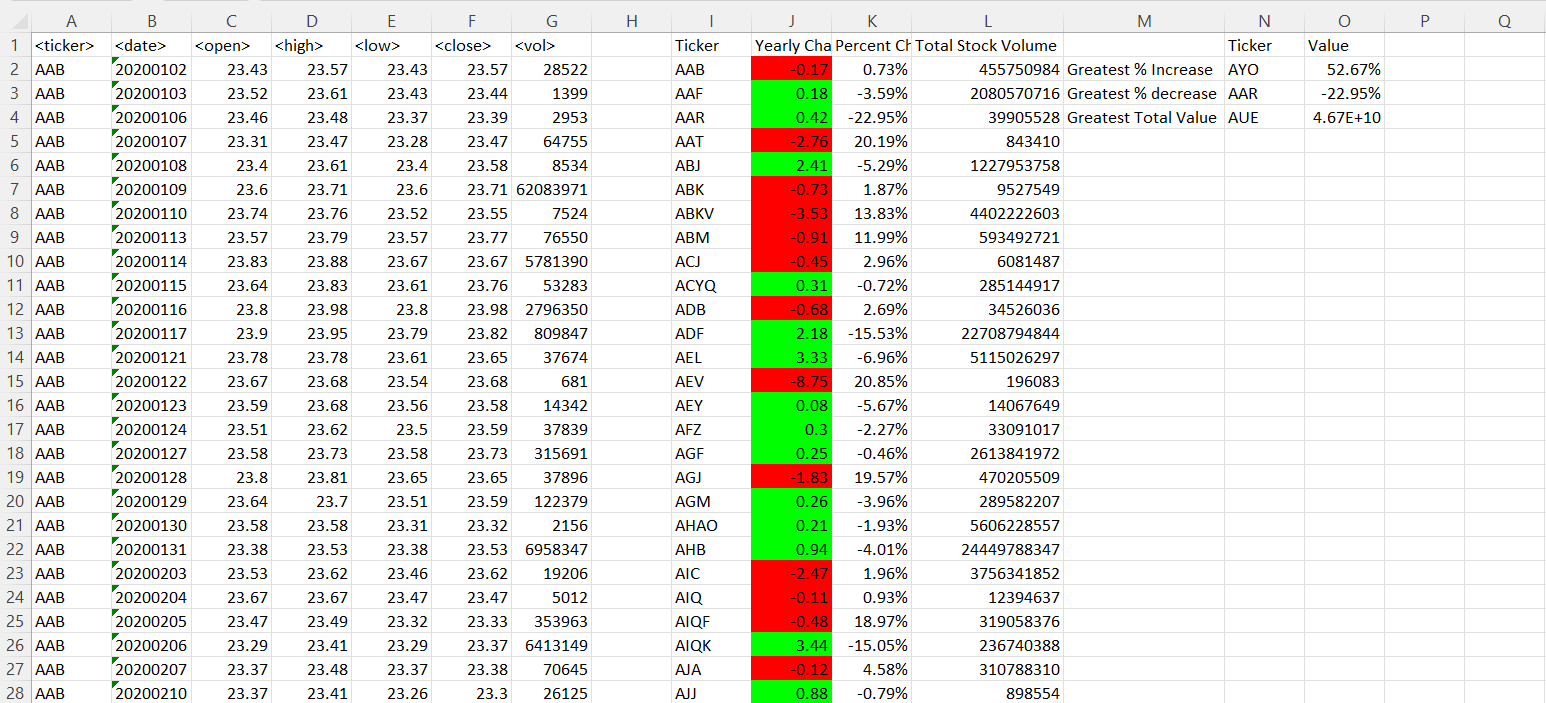 A B C D E F G H I J K L M N O P Q
1 <ticker> <date> <open> <high> <low> <close> <vol> Ticker Yearly Cha Percent Ch Total Stock Volume Ticker Value
2 AAB 20200102 23.43 23.57 23.43 23.57 28522 AAB -0.17 0.73% 455750984 Greatest % Increase AYO 52.67%
3 AAB 20200103 23.52 23.61 23.43 23.44 1399 AAF 0.18 -3.59% 2080570716 Greatest % decrease AAR -22.95%
4 AAB 20200106 23.46 23.48 23.37 23.39 2953 AAR 0.42 -22.95% 39905528 Greatest Total Value AUE 4.67E+10
5 AAB 20200107 23.31 23.47 23.28 23.47 64755 AAT -2.76 20.19% 843410
6 AAB 20200108 23.4 23.61 23.4 23.58 8534 ABJ 2.41 -5.29% 1227953758
7 AAB 20200109 23.6 23.71 23.6 23.71 62083971 ABK -0.73 1.87% 9527549
8 AAB 20200110 23.74 23.76 23.52 23.55 7524 ABKV -3.53 13.83% 4402222603
9 AAB 20200113 23.57 23.79 23.57 23.77 76550 ABM -0.91 11.99% 593492721
10 AAB 20200114 23.83 23.88 23.67 23.67 5781390 ACJ -0.45 2.96% 6081487
11 AAB 20200115 23.64 23.83 23.61 23.76 53283 ACYQ 0.31 -0.72% 285144917
12 AAB 20200116 23.8 23.98 23.8 23.98 2796350 ADB -0.68 2.69% 34526036
13 AAB 20200117 23.9 23.95 23.79 23.82 809847 ADF 2.18 -15.53% 22708794844
14 AAB 20200121 23.78 23.78 23.61 23.65 37674 AEL 3.33 -6.96% 5115026297
15 AAB 20200122 23.67 23.68 23.54 23.68 681 AEV -8.75 20.85% 196083
16 AAB 20200123 23.59 23.68 23.56 23.58 14342 AEY 0.08 -5.67% 14067649
17 AAB 20200124 23.51 23.62 23.5 23.59 37839 AFZ 0.3 -2.27% 33091017
18 AAB 20200127 23.58 23.73 23.58 23.73 315691 AGF 0.25 -0.46% 2613841972
19 AAB 20200128 23.8 23.81 23.65 23.65 37896 AGJ -1.83 19.57% 470205509
20 AAB 20200129 23.64 23.7 23.51 23.59 122379 AGM 0.26 -3.96% 289582207
21 AAB 20200130 23.58 23.58 23.31 23.32 2156 AHAO 0.21 -1.93% 5606228557
22 AAB 20200131 23.38 23.53 23.38 23.53 6958347 AHB 0.94 -4.01% 24449788347
23 AAB 20200203 23.53 23.62 23.46 23.62 19206 AIC -2.47 1.96% 3756341852
24 AAB 20200204 23.67 23.67 23.47 23.47 5012 AIQ -0.11 0.93% 12394637
25 AAB 20200205 23.47 23.49 23.32 23.33 353963 AIQF -0.48 18.97% 319058376
26 AAB 20200206 23.29 23.41 23.29 23.37 6413149 AIQK 3.44 -15.05% 236740388
27 AAB 20200207 23.37 23.48 23.37 23.38 70645 AJA -0.12 4.58% 310788310
28 AAB 20200210 23.37 23.41 23.26 23.3 26125 AJJ 0.88 -0.79% 898554